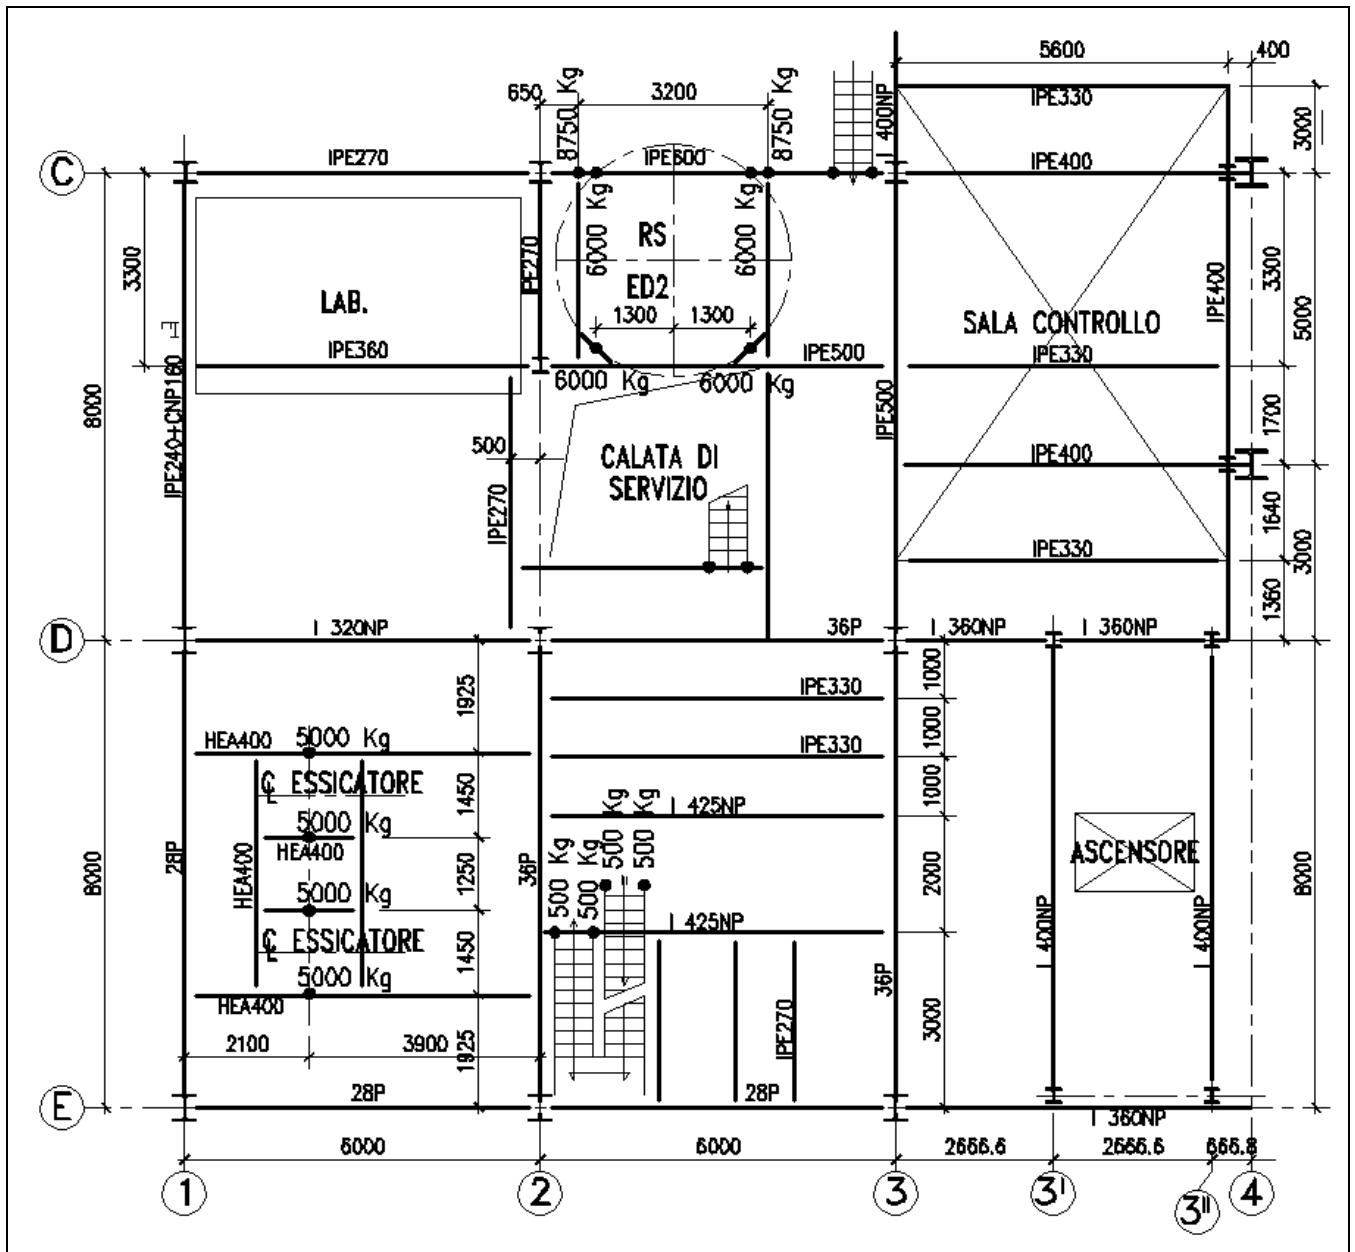 5600
400
IPE330
3000
650
8750 Kg
3200
8750 Kg
I 400NP
C
IPE270
IPE600
IPE400
6000 Kg
6000 Kg
RS
ED2
3300
IPE270
LAB.
1300
1300
SALA CONTROLLO
IPE400
3300
5000
IPE360
IPE500
IPE330
6000 Kg
6000 Kg
IPE240+CNP160
8000
IPE500
1700
500
CALATA DI
SERVIZIO
IPE400
IPE270
1640
IPE330
3000
1360
D
I 320NP
36P
I 360NP
I 360NP
1925
1000
IPE330
HEA400
5000 Kg
1000
IPE330
℄ ESSICATORE
1450
1000
I 425NP
5000 Kg
HEA400
500 Kg
500 Kg
500 Kg
500 Kg
ASCENSORE
28P
HEA400
8000
36P
1250
2000
8000
5000 Kg
I 425NP
℄ ESSICATORE
1450
36P
I 400NP
I 400NP
5000 Kg
HEA400
IPE270
3000
2100
3900
1925
28P
28P
E
I 360NP
6000
6000
2666.6
2666.6
666.8
1
2
3
3'
3"
4